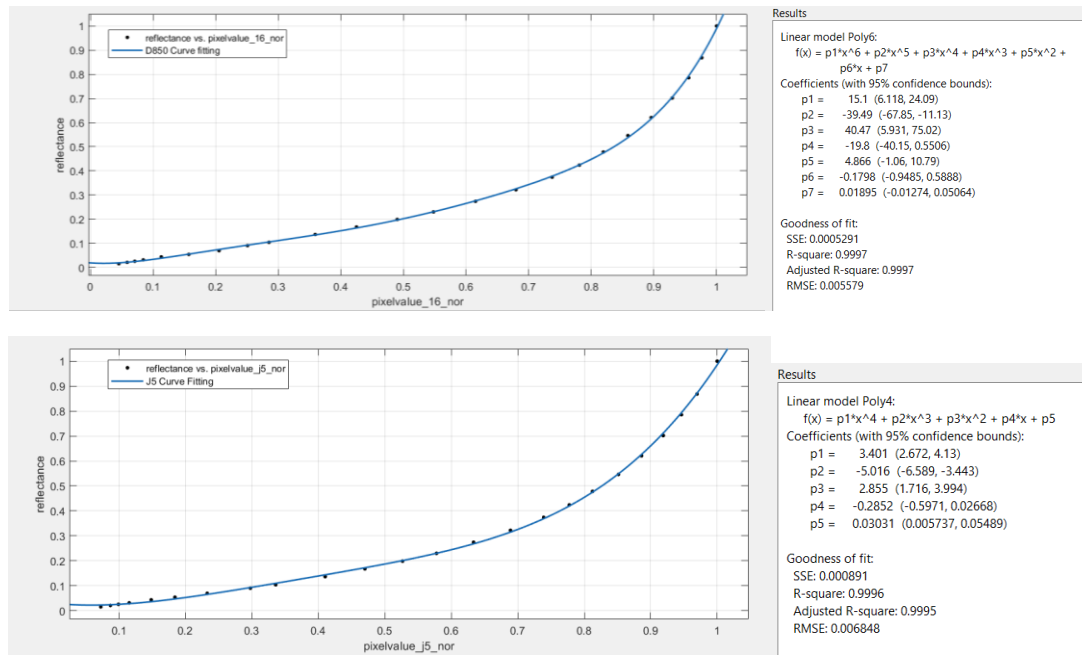 Results
1
0.9
0.8
0.7
0.6
0.5
0.4
0.3
0.2
0.1
0
reflectance
reflectance vs. pixelvalue_16_nor
D850 Curve fitting
0 0.1 0.2 0.3 0.4 0.5 0.6 0.7 0.8 0.9 1
pixelvalue_16_nor
Linear model Poly6:
f(x) = p1*x^6 + p2*x^5 + p3*x^4 + p4*x^3 + p5*x^2 +
p6*x + p7
Coefficients (with 95% confidence bounds):
p1 = 15.1 (6.118, 24.09)
p2 = -39.49 (-67.85, -11.13)
p3 = 40.47 (5.931, 75.02)
p4 = -19.8 (-40.15, 0.5506)
p5 = 4.866 (-1.06, 10.79)
p6 = -0.1798 (-0.9485, 0.5888)
p7 = 0.01895 (-0.01274, 0.05064)
Goodness of fit:
SSE: 0.0005291
R-square: 0.9997
Adjusted R-square: 0.9997
RMSE: 0.005579
1
0.9
0.8
0.7
0.6
0.5
0.4
0.3
0.2
0.1
0
reflectance
reflectance vs. pixelvalue_j5_nor
J5 Curve Fitting
0.1 0.2 0.3 0.4 0.5 0.6 0.7 0.8 0.9 1
pixelvalue_j5_nor
Results
Linear model Poly4:
f(x) = p1*x^4 + p2*x^3 + p3*x^2 + p4*x + p5
Coefficients (with 95% confidence bounds):
p1 = 3.401 (2.672, 4.13)
p2 = -5.016 (-6.589, -3.443)
p3 = 2.855 (1.716, 3.994)
p4 = -0.2852 (-0.5971, 0.02668)
p5 = 0.03031 (0.005737, 0.05489)
Goodness of fit:
SSE: 0.000891
R-square: 0.9996
Adjusted R-square: 0.9995
RMSE: 0.006848